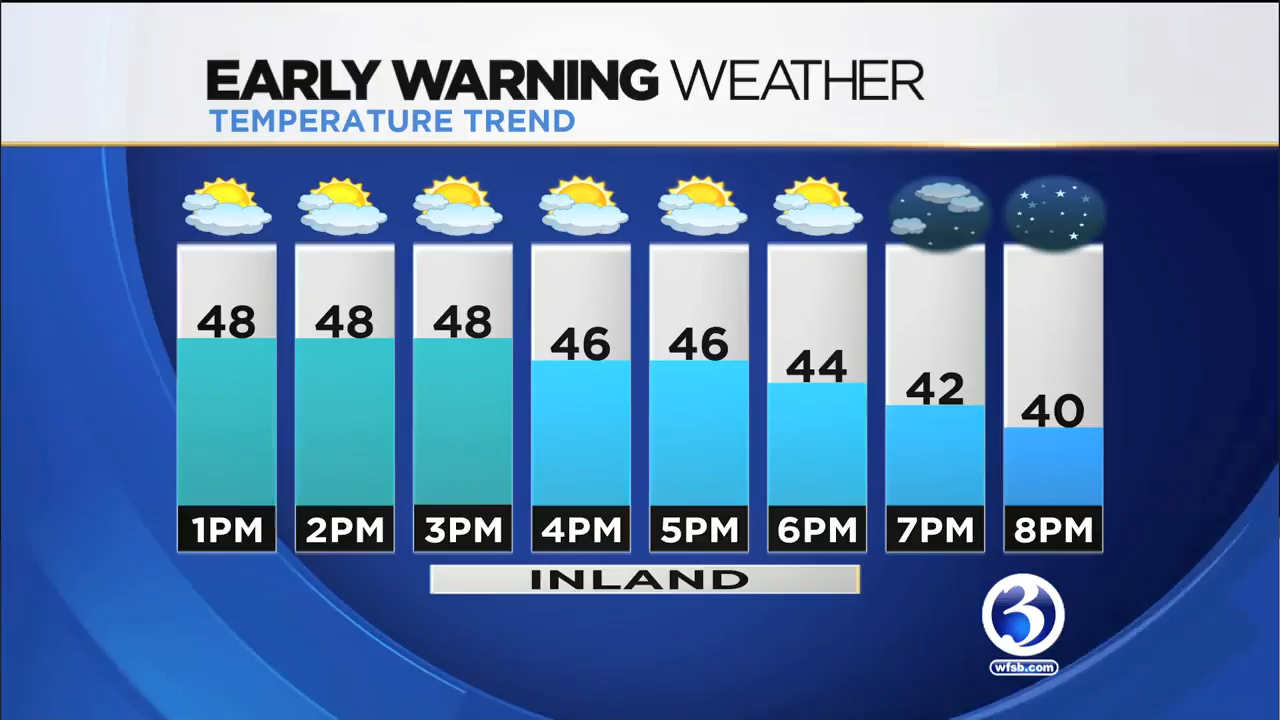 EARLY WARNING WEATHER
TEMPERATURE TREND
48 48 48 46 46 44 42 40
1PM 2PM 3PM 4PM 5PM 6PM 7PM 8PM
INLAND
3
wfsb.com